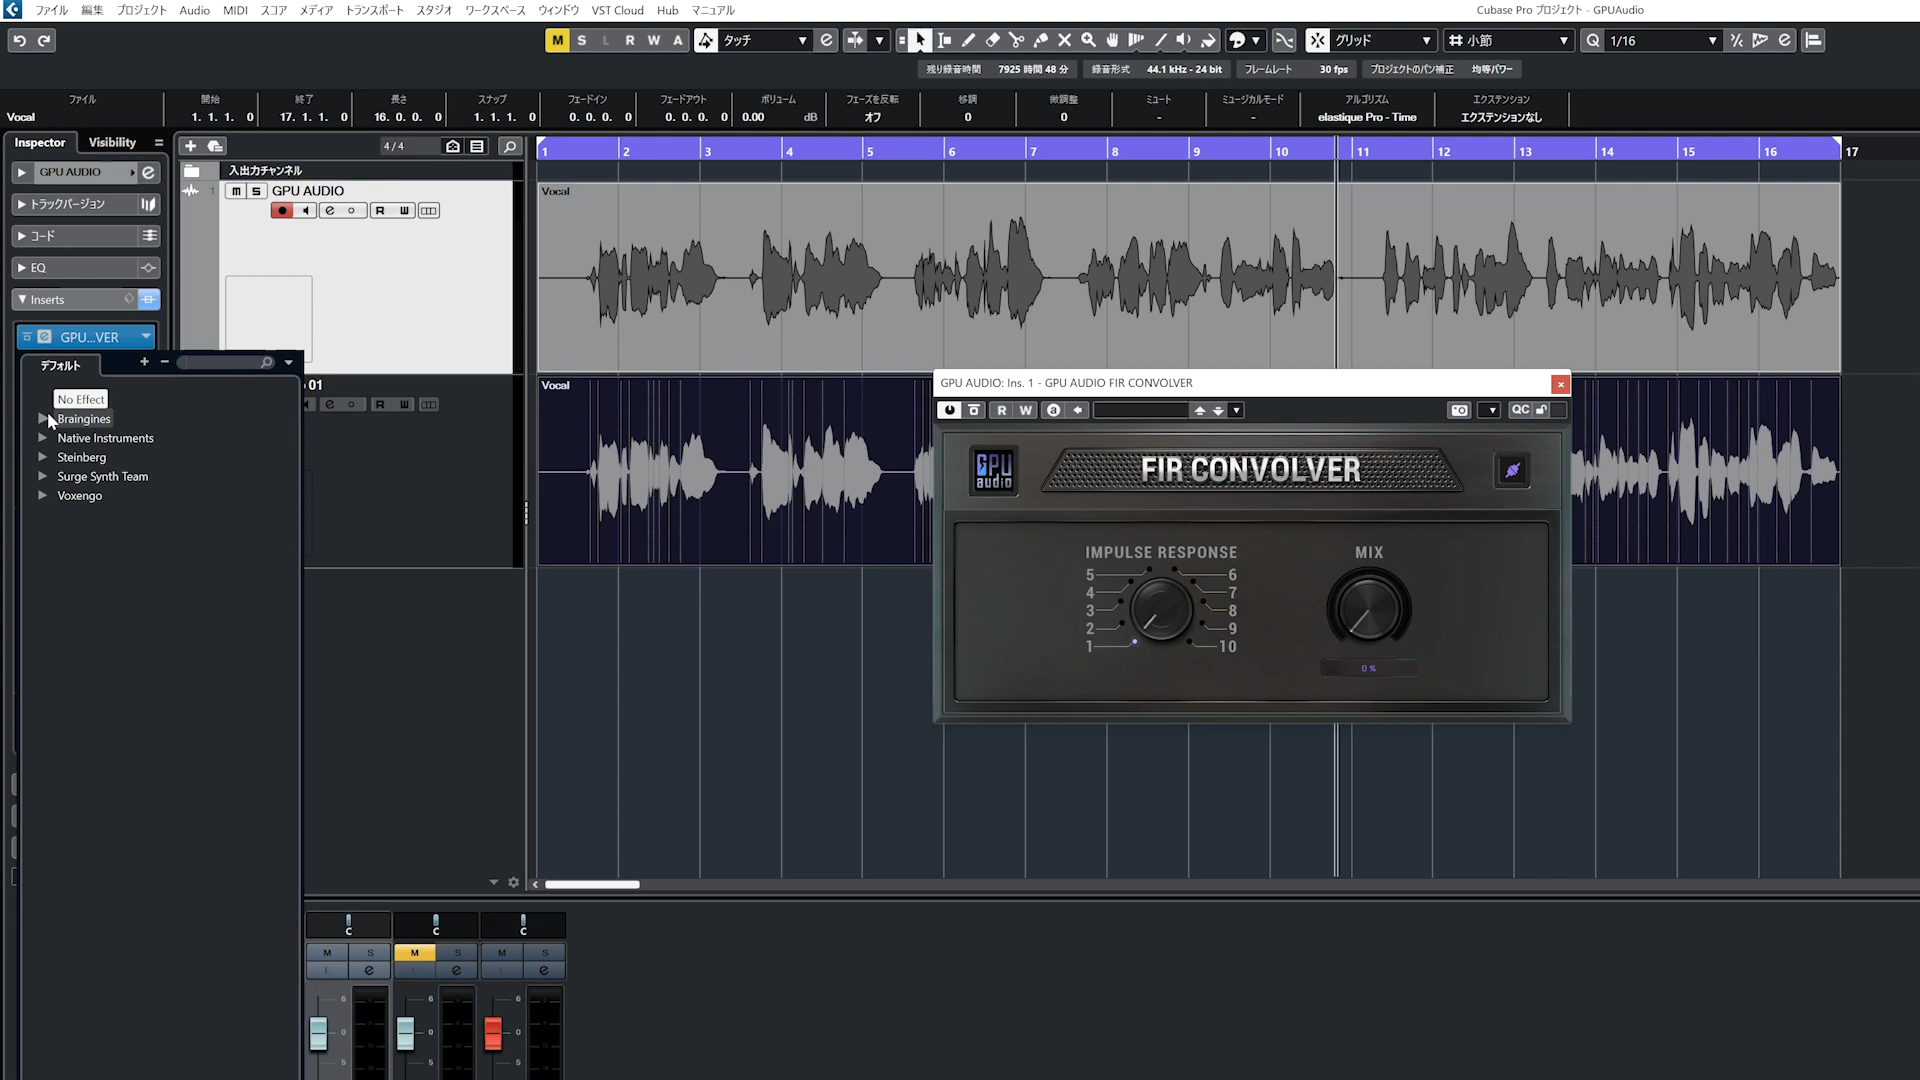 ファイル 編集 プロジェクト Audio MIDI スコア メディア トランスポート スタジオ ワークスペース ウィンドウ VST Cloud Hub マニュアル
Cubase Pro プロジェクト - GPUAudio
M S L R W A タッチ グリッド 小節 Q 1/16
残り録音時間 7925 時間 48 分 録音形式 44.1 kHz - 24 bit フレームレート 30 fps プロジェクトのパン補正 均等パワー
ファイル 開始 終了 長さ スナップ フェードイン フェードアウト ボリューム フェーズを反転 移調 微調整 ミュート ミュージカルモード アルゴリズム エクステンション
Vocal 1. 1. 1. 0 17. 1. 1. 0 16. 0. 0. 0 1. 1. 1. 0 0. 0. 0. 0 0. 0. 0. 0 0.00 dB オフ 0 0 - - elastique Pro - Time エクステンションなし
Inspector Visibility
4/4
1 2 3 4 5 6 7 8 9 10 11 12 13 14 15 16 17
GPU AUDIO
入出力チャンネル
1 m S GPU AUDIO
R W
トラックバージョン
コード
EQ
Inserts
GPU...VER
デフォルト
No Effect
Braingines
Native Instruments
Steinberg
Surge Synth Team
Voxengo
01
R W
Vocal
Vocal
GPU AUDIO: Ins. 1 - GPU AUDIO FIR CONVOLVER
R W a QC
GPU audio
FIR CONVOLVER
IMPULSE RESPONSE
MIX
5 6
4 7
3 8
2 9
1 10
0 %
C C C
M S M S M S
L e e e
6 6 6
0 0 0
5 5 5